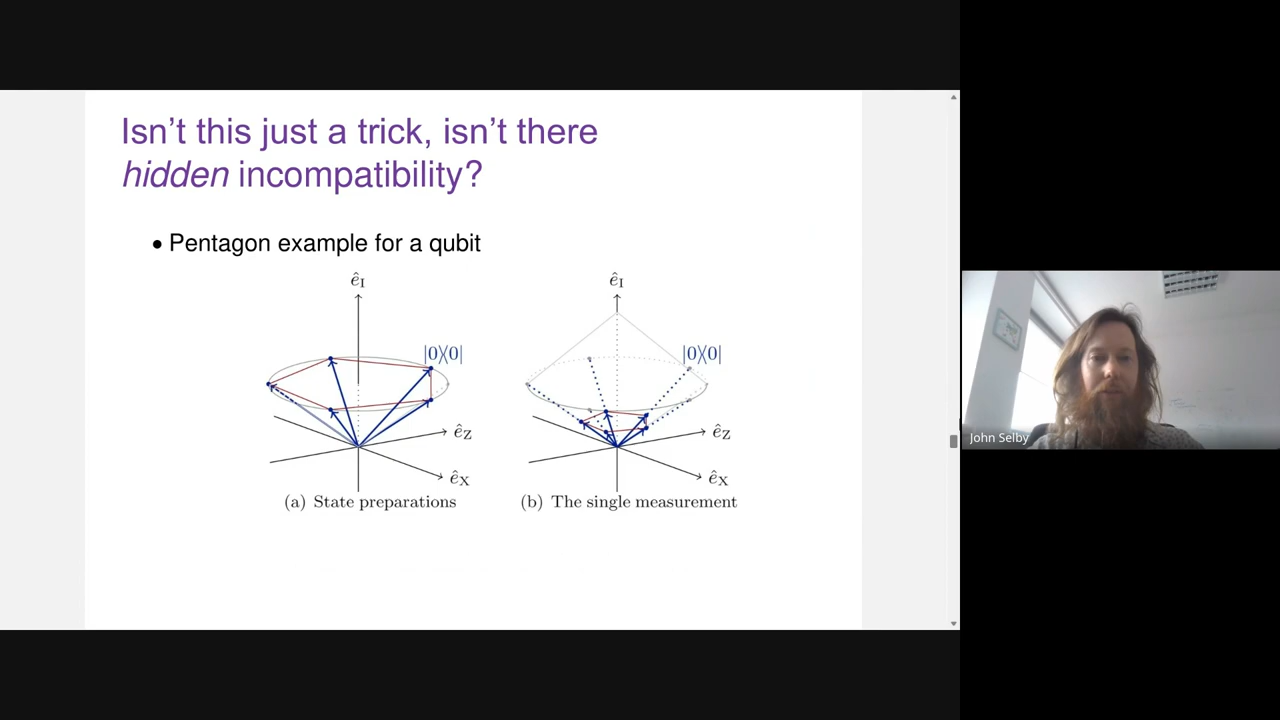 Isn’t this just a trick, isn’t there
hidden incompatibility?
• Pentagon example for a qubit
ê_I
|0⟩⟨0|
ê_Z
ê_X
(a) State preparations
ê_I
|0⟩⟨0|
ê_Z
ê_X
(b) The single measurement
John Selby